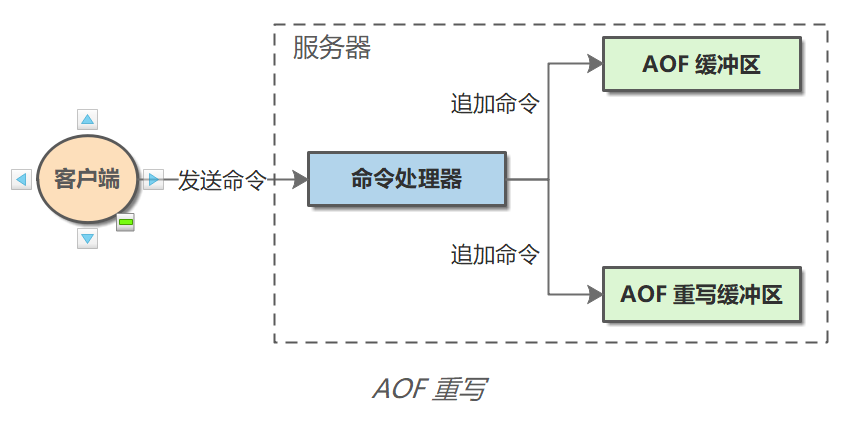 服务器
AOF 缓冲区
追加命令
客户端
发送命令
命令处理器
追加命令
AOF 重写缓冲区
AOF 重写